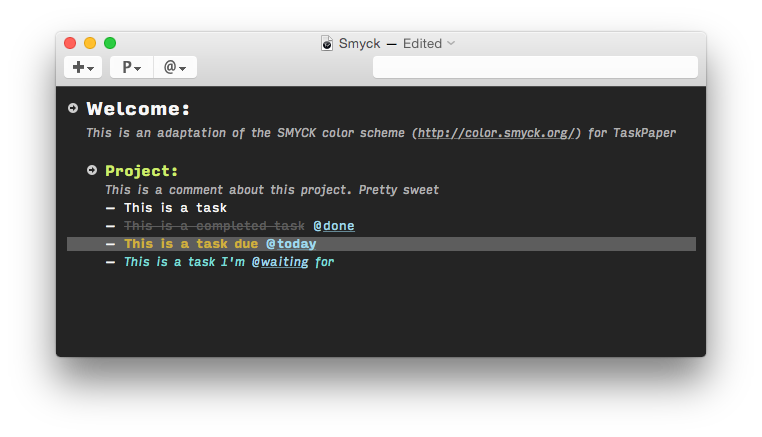 Smyck — Edited
P @
Welcome:
This is an adaptation of the SMYCK color scheme (http://color.smyck.org/) for TaskPaper
Project:
This is a comment about this project. Pretty sweet
– This is a task
– This is a completed task @done
– This is a task due @today
– This is a task I'm @waiting for